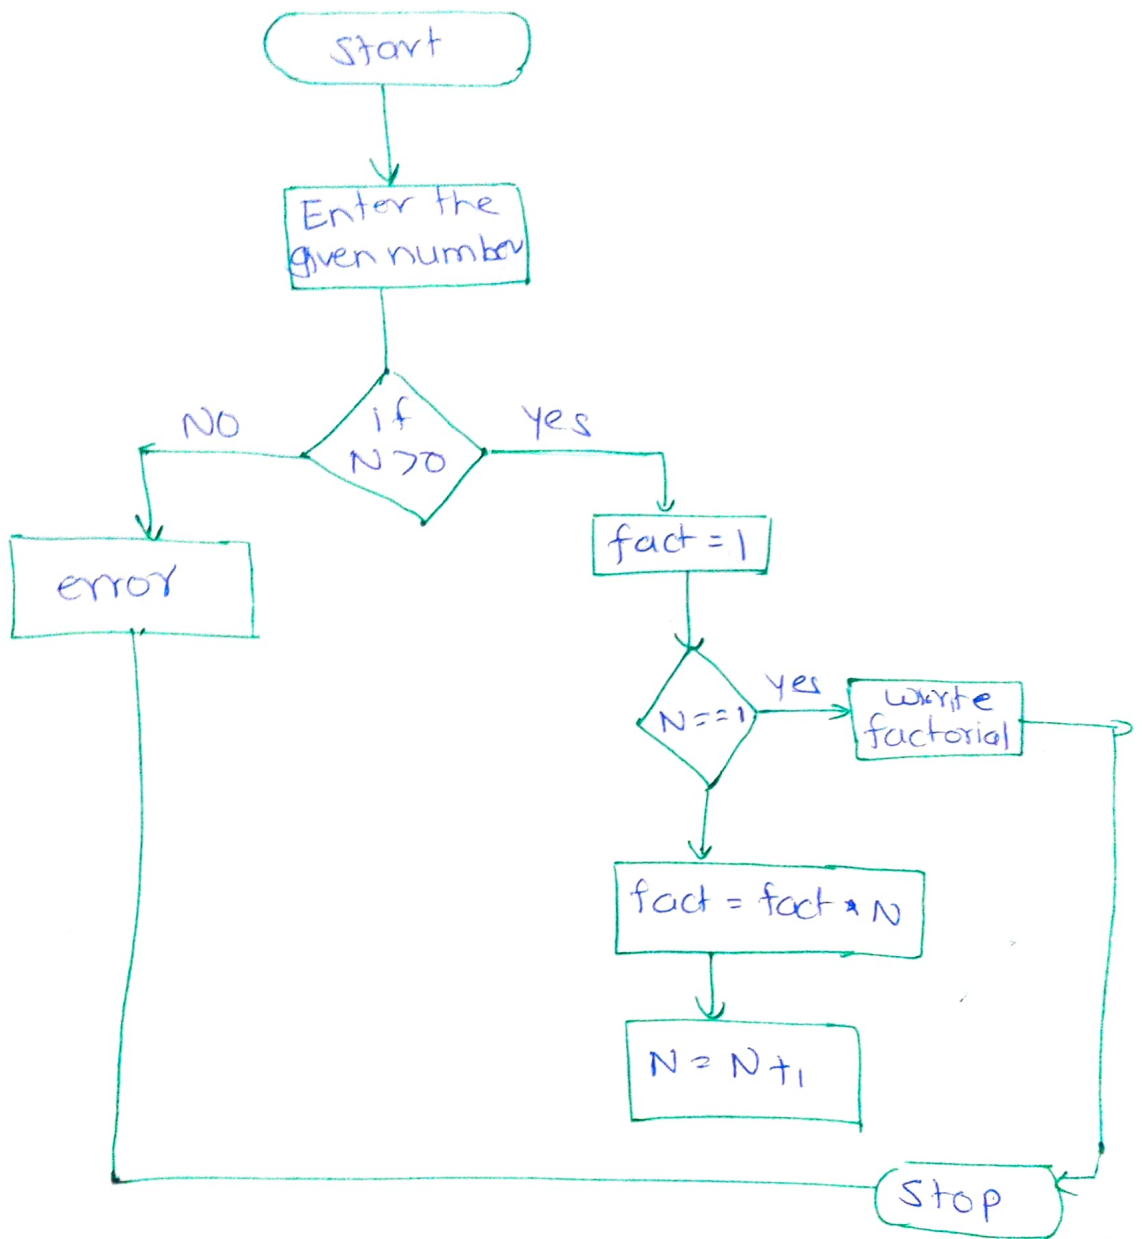 Start
Enter the
given number
if
N>0
NO
yes
error
fact = 1
N==1
yes
write
factorial
fact = fact * N
N = N+1
Stop